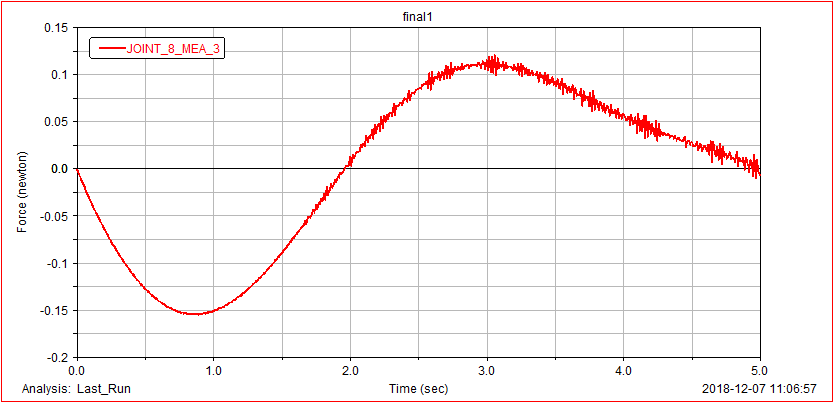 final1
JOINT_8_MEA_3
0.15
0.1
0.05
0.0
-0.05
-0.1
-0.15
-0.2
Force (newton)
0.0 1.0 2.0 3.0 4.0 5.0
Analysis: Last_Run Time (sec) 2018-12-07 11:06:57